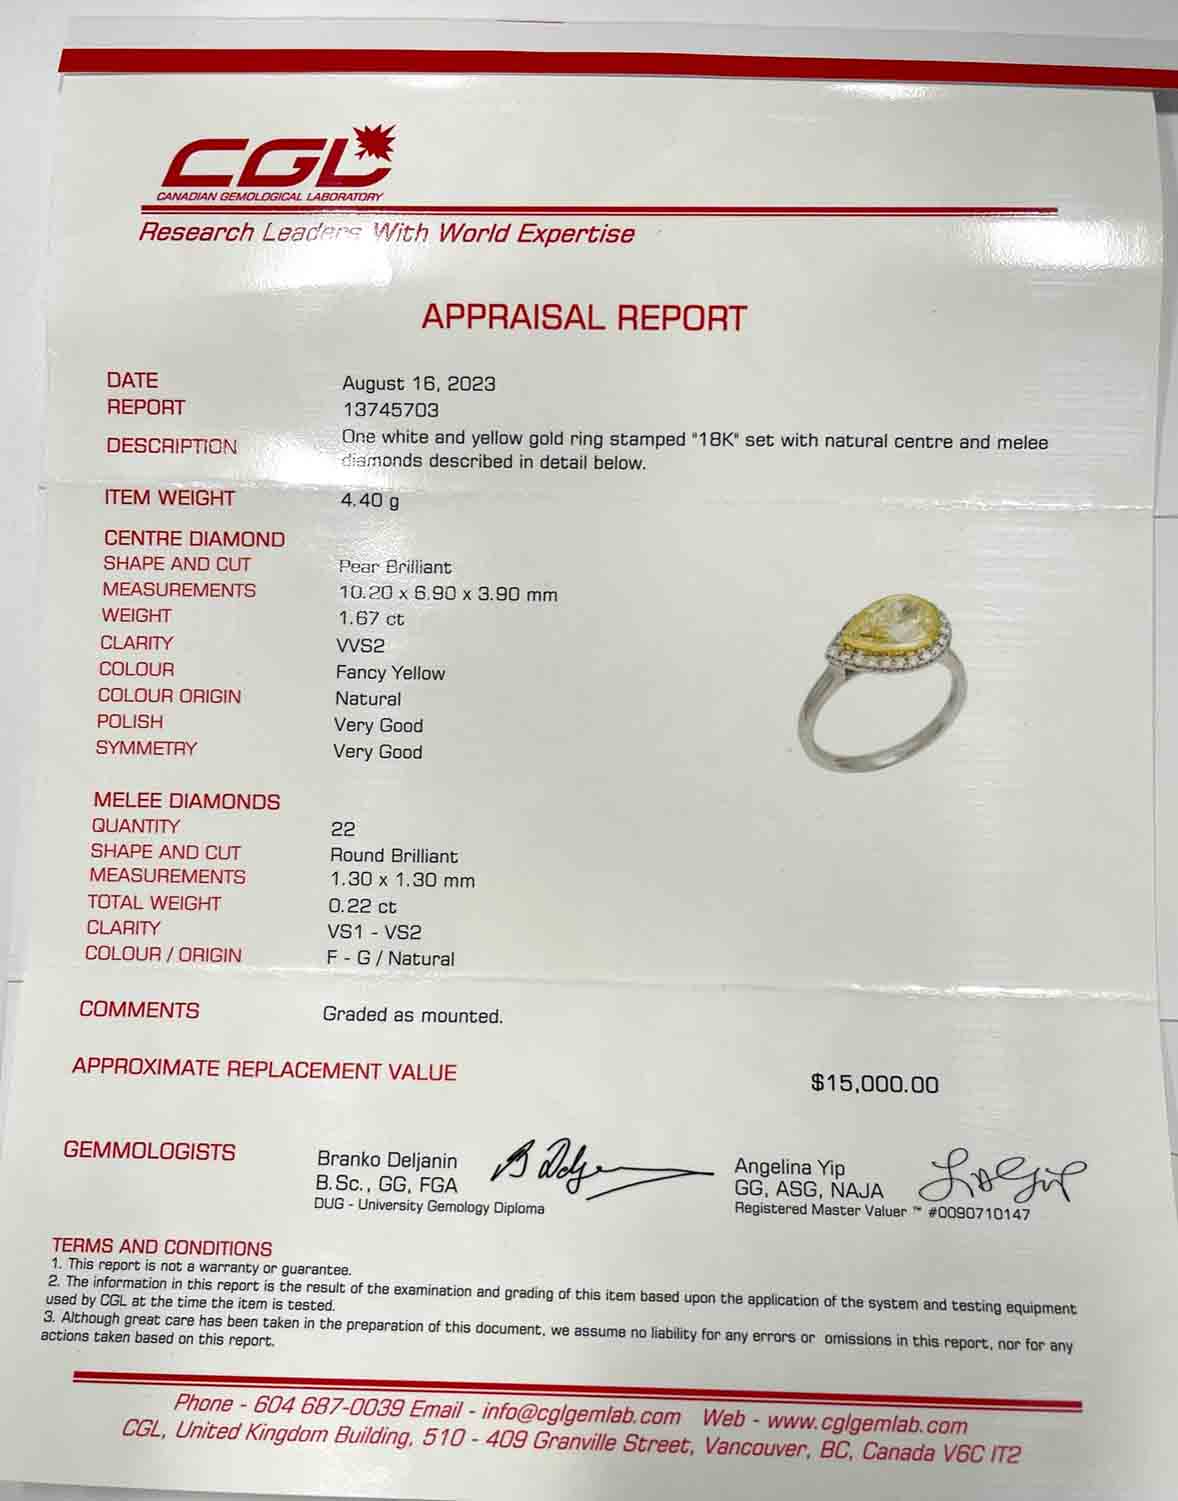 CGL
CANADIAN GEMOLOGICAL LABORATORY
Research Leaders With World Expertise
APPRAISAL REPORT
DATE August 16, 2023
REPORT 13745703
DESCRIPTION One white and yellow gold ring stamped "18K" set with natural centre and melee
diamonds described in detail below.
ITEM WEIGHT 4.40 g
CENTRE DIAMOND
SHAPE AND CUT Pear Brilliant
MEASUREMENTS 10.20 x 6.90 x 3.90 mm
WEIGHT 1.67 ct
CLARITY VVS2
COLOUR Fancy Yellow
COLOUR ORIGIN Natural
POLISH Very Good
SYMMETRY Very Good
MELEE DIAMONDS
QUANTITY 22
SHAPE AND CUT Round Brilliant
MEASUREMENTS 1.30 x 1.30 mm
TOTAL WEIGHT 0.22 ct
CLARITY VS1 - VS2
COLOUR / ORIGIN F - G / Natural
COMMENTS Graded as mounted.
APPROXIMATE REPLACEMENT VALUE $15,000.00
GEMMOLOGISTS
Branko Deljanin
B.Sc., GG, FGA
DUG - University Gemology Diploma
Angelina Yip
GG, ASG, NAJA
Registered Master Valuer ™ #0090710147
TERMS AND CONDITIONS
1. This report is not a warranty or guarantee.
2. The information in this report is the result of the examination and grading of this item based upon the application of the system and testing equipment
used by CGL at the time the item is tested.
3. Although great care has been taken in the preparation of this document, we assume no liability for any errors or omissions in this report, nor for any
actions taken based on this report.
Phone - 604 687-0039 Email - info@cglgemlab.com Web - www.cglgemlab.com
CGL, United Kingdom Building, 510 - 409 Granville Street, Vancouver, BC, Canada V6C 1T2